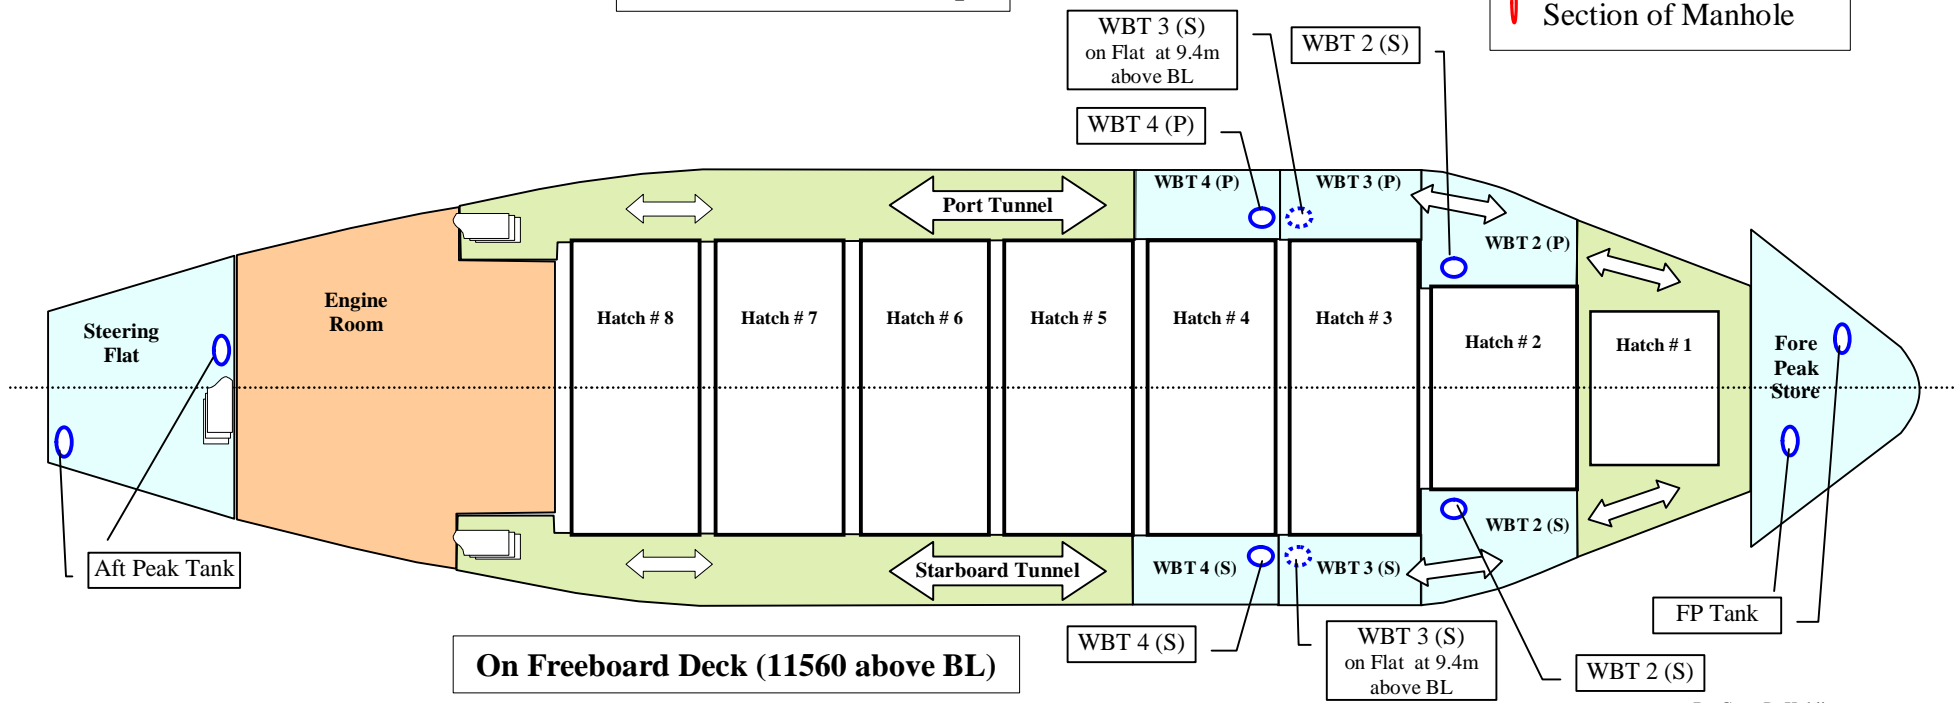 Section of Manhole
WBT 3 (S)
on Flat at 9.4m
above BL
WBT 2 (S)
WBT 4 (P)
WBT 4 (P)
WBT 3 (P)
Port Tunnel
WBT 2 (P)
Engine
Room
Steering
Flat
Hatch # 8
Hatch # 7
Hatch # 6
Hatch # 5
Hatch # 4
Hatch # 3
Hatch # 2
Hatch # 1
Fore
Peak
Store
WBT 2 (S)
Starboard Tunnel
WBT 4 (S)
WBT 3 (S)
Aft Peak Tank
FP Tank
WBT 4 (S)
WBT 3 (S)
on Flat at 9.4m
above BL
WBT 2 (S)
On Freeboard Deck (11560 above BL)